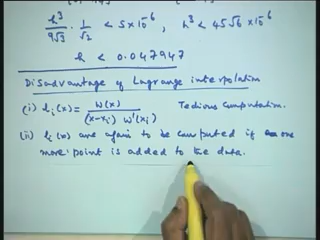 h³/9√3 · 1/√2 < 5×10⁻⁶, h³ < 45√6 ×10⁻⁶
h < 0.047947
Disadvantage of Lagrange interpolation
(i) lᵢ(x) = W(x)/((x-xᵢ) W'(xᵢ)) Tedious computation.
(ii) lᵢ(x) are again to be computed if one
more point is added to the data.